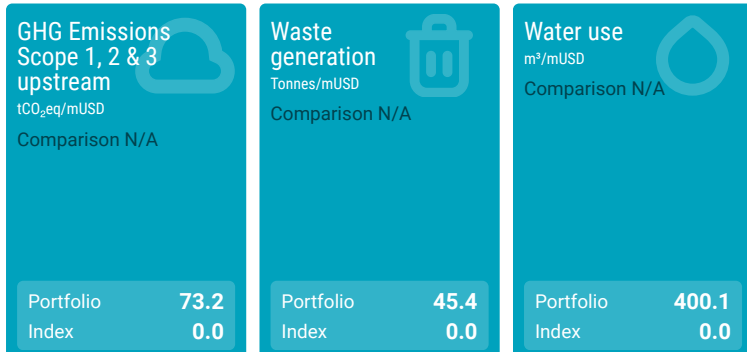 GHG Emissions
Scope 1, 2 & 3
upstream
tCO₂eq/mUSD
Comparison N/A
Portfolio 73.2
Index 0.0
Waste
generation
Tonnes/mUSD
Comparison N/A
Portfolio 45.4
Index 0.0
Water use
m³/mUSD
Comparison N/A
Portfolio 400.1
Index 0.0